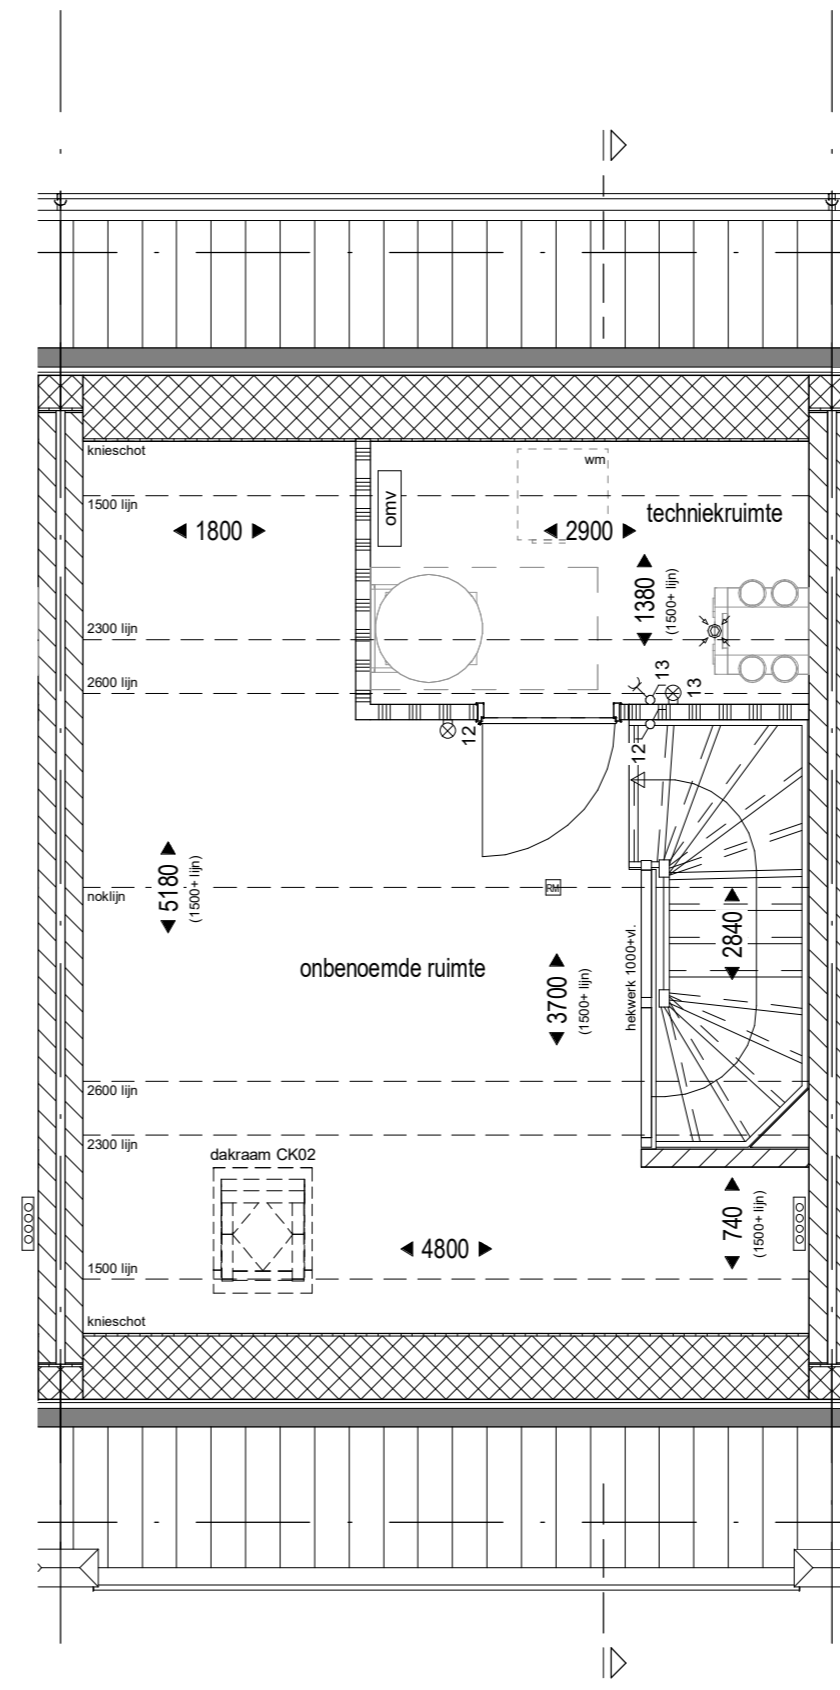 knieschot
wm
1500 lijn
omv
techniekruimte
1800
2900
1380
(1500+ lijn)
2300 lijn
2600 lijn
13
13
12
12
5180
(1500+ lijn)
noklijn
RM
2840
onbenoemde ruimte
3700
(1500+ lijn)
hekwerk 1000+vl.
2600 lijn
2300 lijn
dakraam CK02
740
(1500+ lijn)
4800
1500 lijn
knieschot